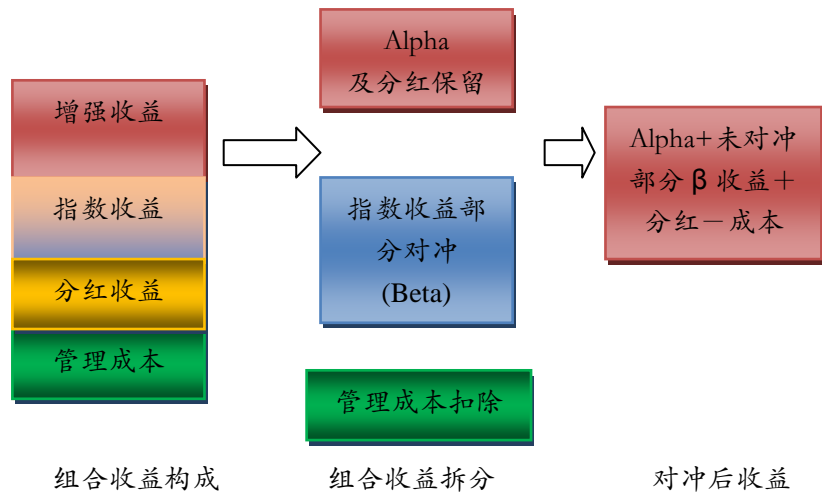 增强收益
指数收益
分红收益
管理成本
组合收益构成
Alpha
及分红保留
指数收益部
分对冲
(Beta)
管理成本扣除
组合收益拆分
Alpha+未对冲
部分β收益＋
分红－成本
对冲后收益